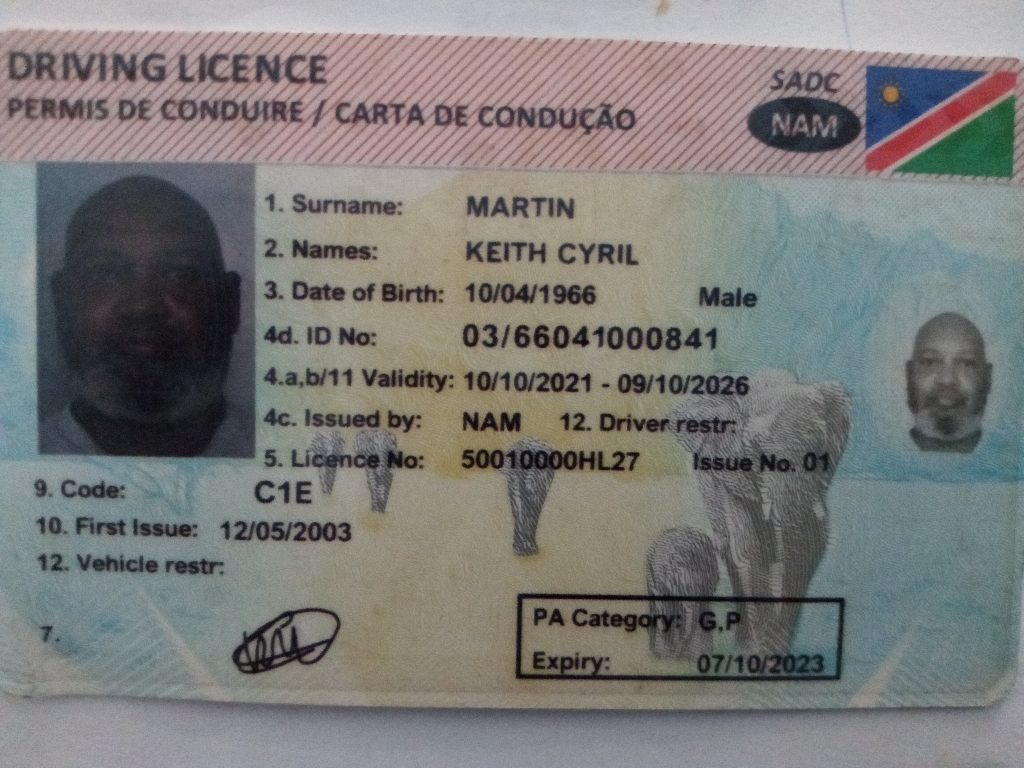 DRIVING LICENCE
PERMIS DE CONDUIRE / CARTA DE CONDUÇÃO
SADC
NAM
1. Surname: MARTIN
2. Names: KEITH CYRIL
3. Date of Birth: 10/04/1966 Male
4d. ID No: 03/66041000841
4.a,b/11 Validity: 10/10/2021 - 09/10/2026
4c. Issued by: NAM 12. Driver restr:
5. Licence No: 50010000HL27 Issue No. 01
9. Code: C1E
10. First Issue: 12/05/2003
12. Vehicle restr:
7.
PA Category: G,P
Expiry: 07/10/2023